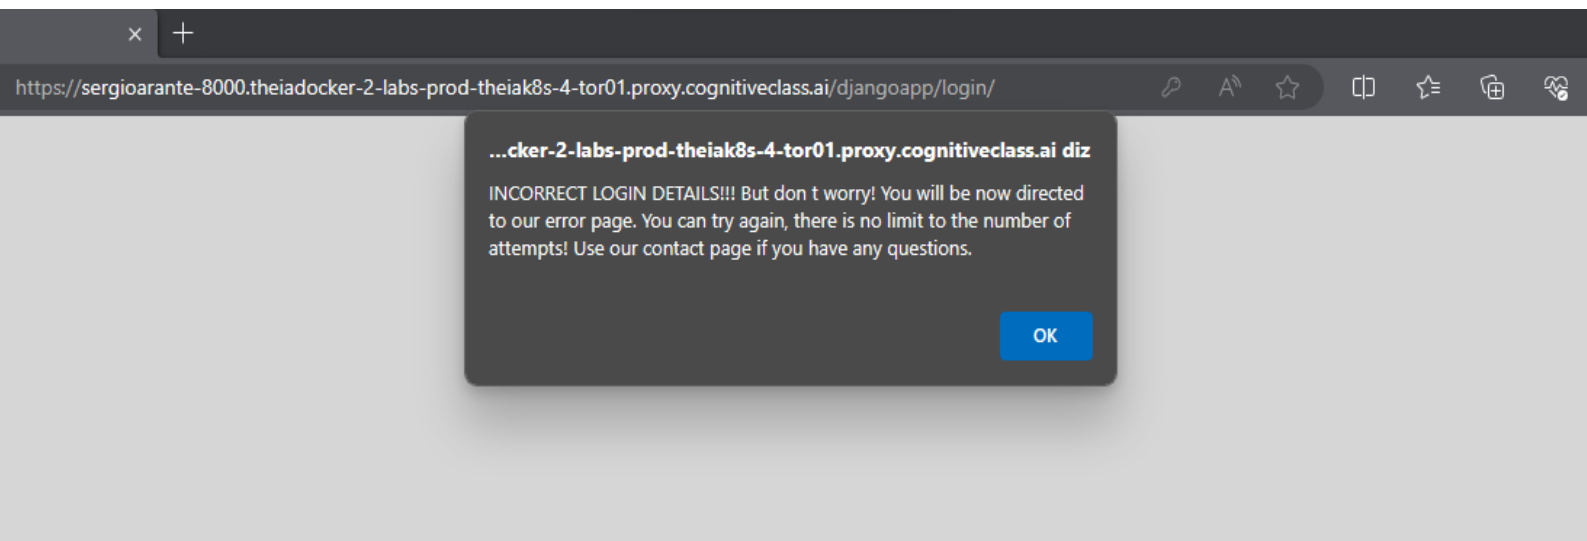 https://sergioarante-8000.theiadocker-2-labs-prod-theiak8s-4-tor01.proxy.cognitiveclass.ai/djangoapp/login/
...cker-2-labs-prod-theiak8s-4-tor01.proxy.cognitiveclass.ai diz
INCORRECT LOGIN DETAILS!!! But don t worry! You will be now directed
to our error page. You can try again, there is no limit to the number of
attempts! Use our contact page if you have any questions.
OK